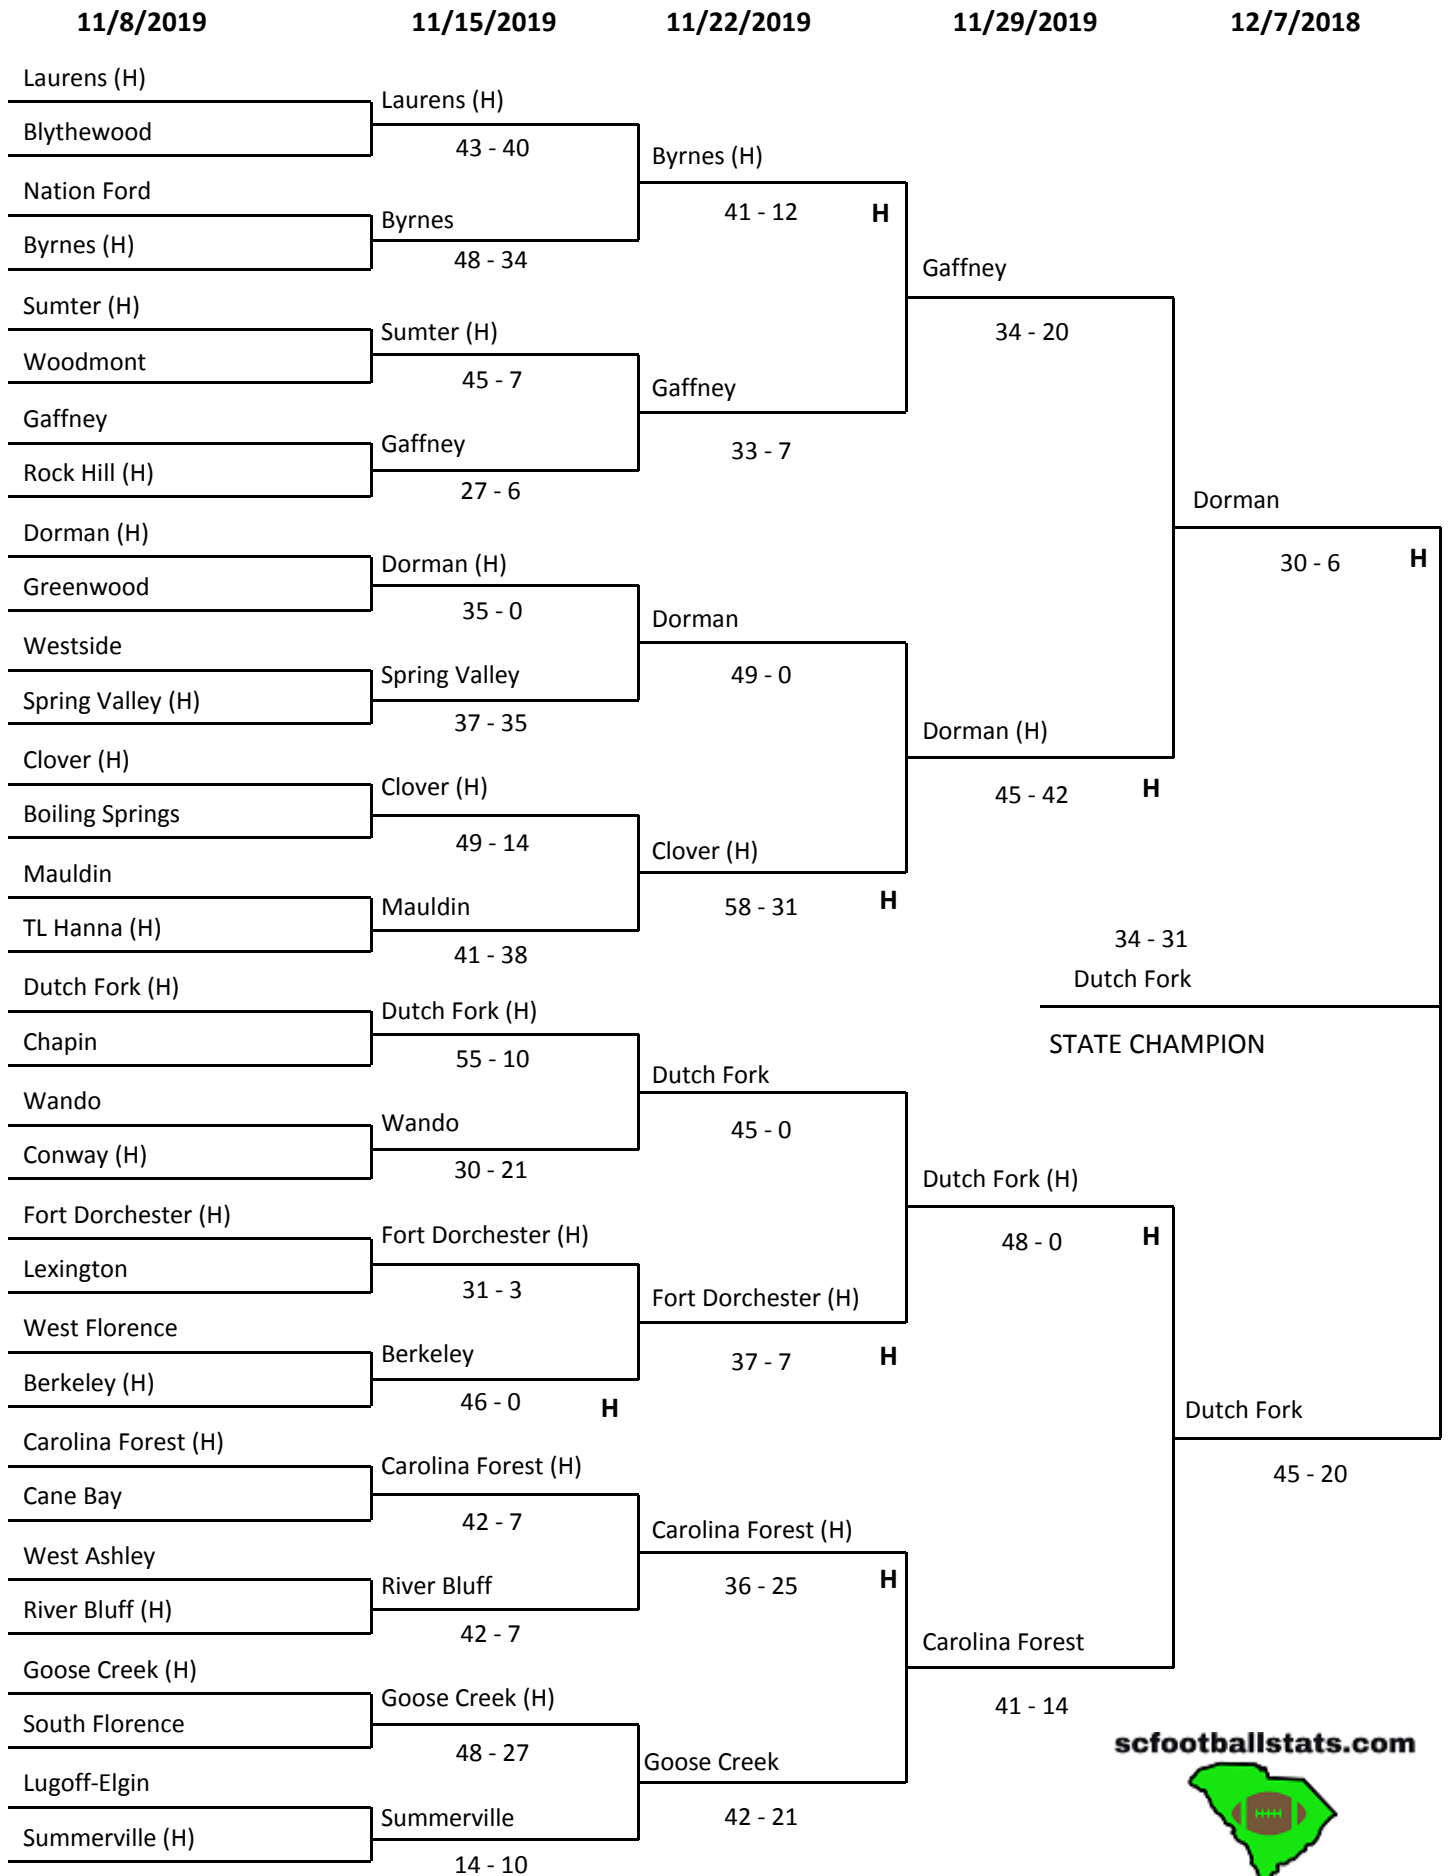 11/8/2019
11/15/2019
11/22/2019
11/29/2019
12/7/2018
Laurens (H)
Blythewood
Nation Ford
Byrnes (H)
Sumter (H)
Woodmont
Gaffney
Rock Hill (H)
Dorman (H)
Greenwood
Westside
Spring Valley (H)
Clover (H)
Boiling Springs
Mauldin
TL Hanna (H)
Dutch Fork (H)
Chapin
Wando
Conway (H)
Fort Dorchester (H)
Lexington
West Florence
Berkeley (H)
Carolina Forest (H)
Cane Bay
West Ashley
River Bluff (H)
Goose Creek (H)
South Florence
Lugoff-Elgin
Summerville (H)
Laurens (H)
43 - 40
Byrnes
48 - 34
Sumter (H)
45 - 7
Gaffney
27 - 6
Dorman (H)
35 - 0
Spring Valley
37 - 35
Clover (H)
49 - 14
Mauldin
41 - 38
Dutch Fork (H)
55 - 10
Wando
30 - 21
Fort Dorchester (H)
31 - 3
Berkeley
46 - 0 H
Carolina Forest (H)
42 - 7
River Bluff
42 - 7
Goose Creek (H)
48 - 27
Summerville
14 - 10
Byrnes (H)
41 - 12 H
Gaffney
33 - 7
Dorman
49 - 0
Clover (H)
58 - 31 H
Dutch Fork
45 - 0
Fort Dorchester (H)
37 - 7 H
Carolina Forest (H)
36 - 25 H
Goose Creek
42 - 21
Gaffney
34 - 20
Dorman (H)
45 - 42 H
Dutch Fork (H)
48 - 0 H
Carolina Forest
41 - 14
Dorman
30 - 6 H
34 - 31
Dutch Fork
STATE CHAMPION
Dutch Fork
45 - 20
scfootballstats.com